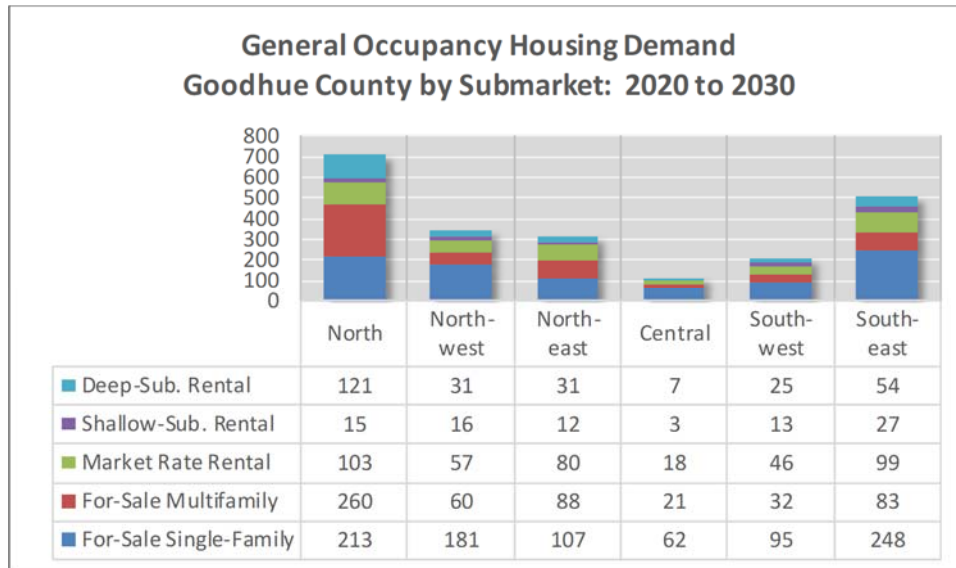 General Occupancy Housing Demand
Goodhue County by Submarket: 2020 to 2030
800
700
600
500
400
300
200
100
0
North North-west North-east Central South-west South-east
Deep-Sub. Rental 121 31 31 7 25 54
Shallow-Sub. Rental 15 16 12 3 13 27
Market Rate Rental 103 57 80 18 46 99
For-Sale Multifamily 260 60 88 21 32 83
For-Sale Single-Family 213 181 107 62 95 248